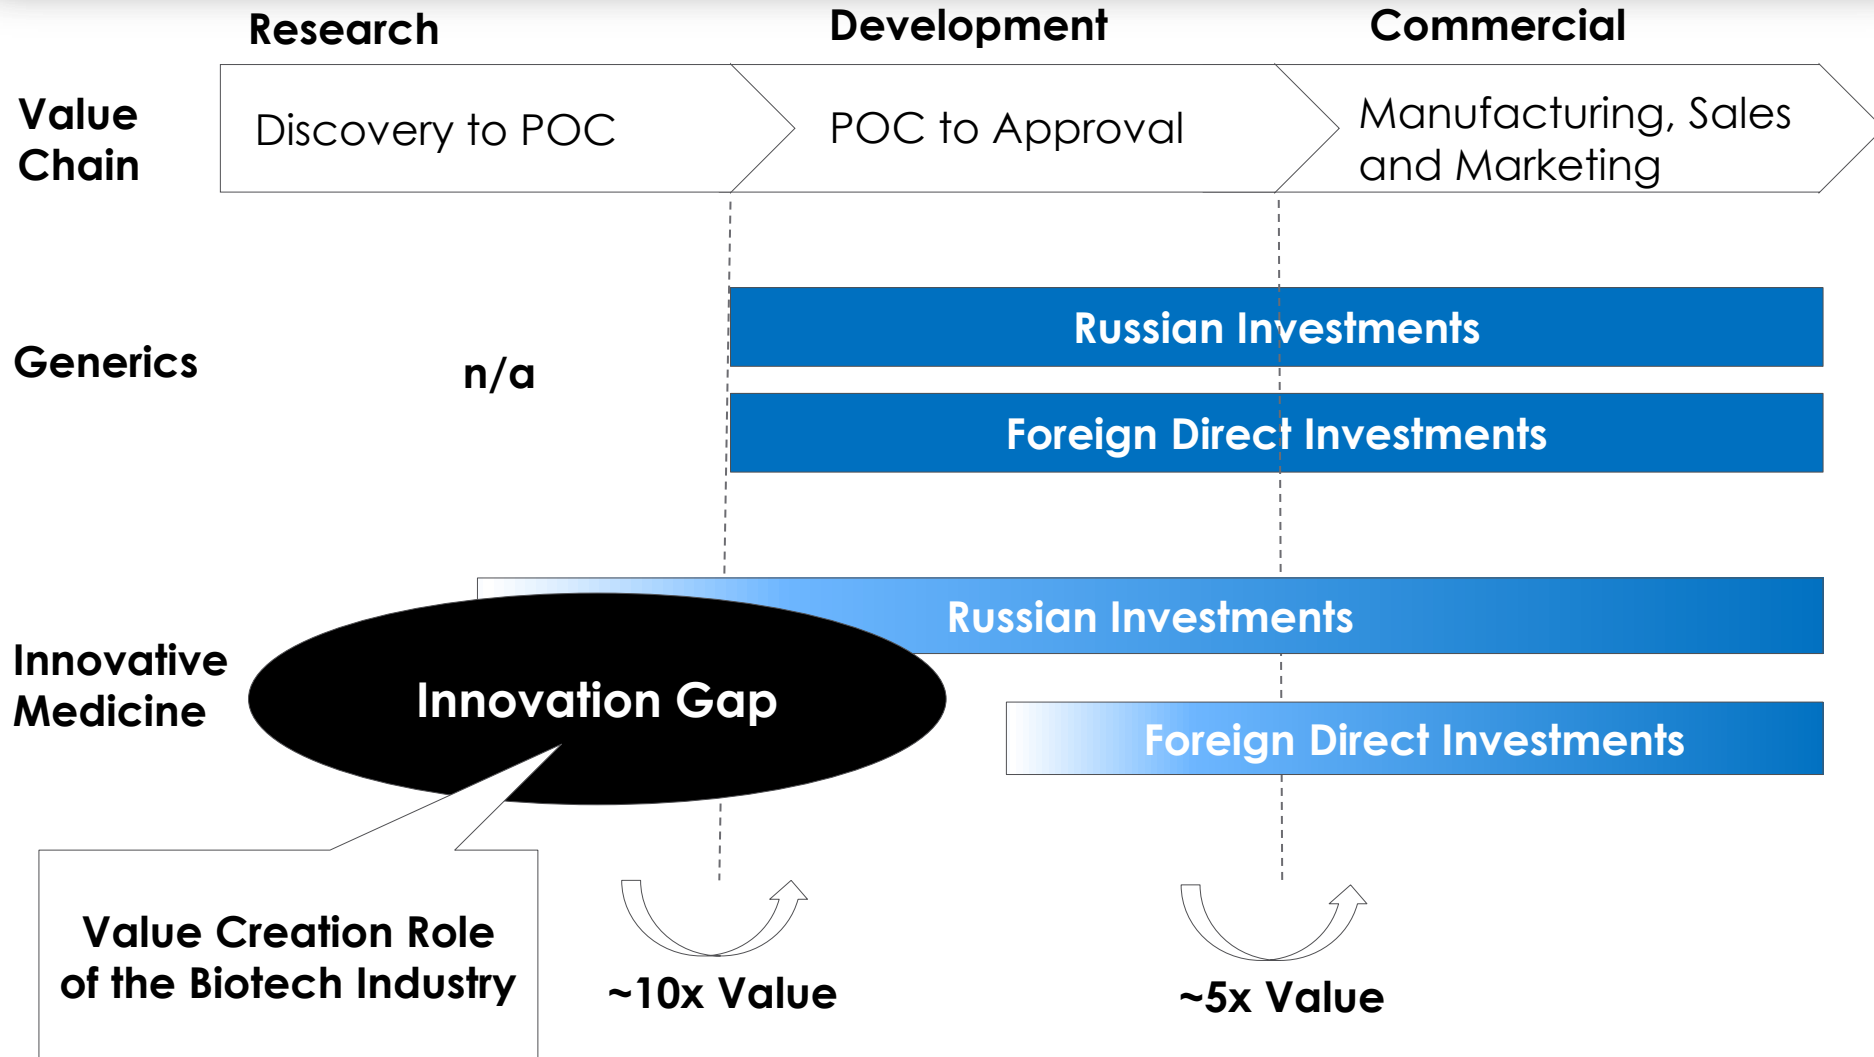 Research
Development
Commercial
Value
Chain
Discovery to POC
POC to Approval
Manufacturing, Sales
and Marketing
Generics
n/a
Russian Investments
Foreign Direct Investments
Innovative
Medicine
Russian Investments
Innovation Gap
Foreign Direct Investments
Value Creation Role
of the Biotech Industry
~10x Value
~5x Value